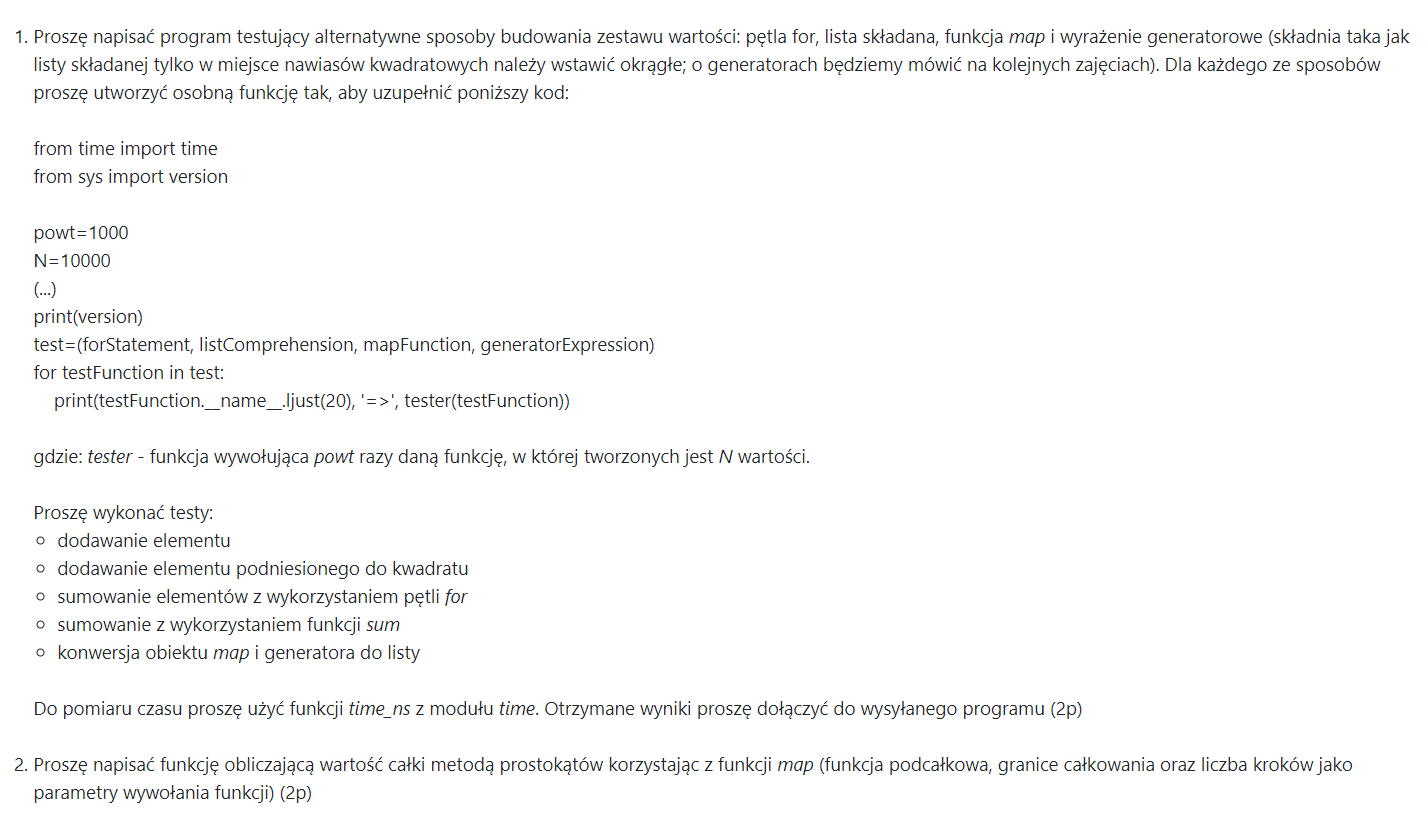 1. Proszę napisać program testujący alternatywne sposoby budowania zestawu wartości: pętla for, lista składana, funkcja map i wyrażenie generatorowe (składnia taka jak
listy składanej tylko w miejsce nawiasów kwadratowych należy wstawić okrągłe; o generatorach będziemy mówić na kolejnych zajęciach). Dla każdego ze sposobów
proszę utworzyć osobną funkcję tak, aby uzupełnić poniższy kod:
from time import time
from sys import version
powt=1000
N=10000
(...)
print(version)
test=(forStatement, listComprehension, mapFunction, generatorExpression)
for testFunction in test:
print(testFunction.__name__.ljust(20), '=>', tester(testFunction))
gdzie: tester - funkcja wywołująca powt razy daną funkcję, w której tworzonych jest N wartości.
Proszę wykonać testy:
○ dodawanie elementu
○ dodawanie elementu podniesionego do kwadratu
○ sumowanie elementów z wykorzystaniem pętli for
○ sumowanie z wykorzystaniem funkcji sum
○ konwersja obiektu map i generatora do listy
Do pomiaru czasu proszę użyć funkcji time_ns z modułu time. Otrzymane wyniki proszę dołączyć do wysyłanego programu (2p)
2. Proszę napisać funkcję obliczającą wartość całki metodą prostokątów korzystając z funkcji map (funkcja podcałkowa, granice całkowania oraz liczba kroków jako
parametry wywołania funkcji) (2p)